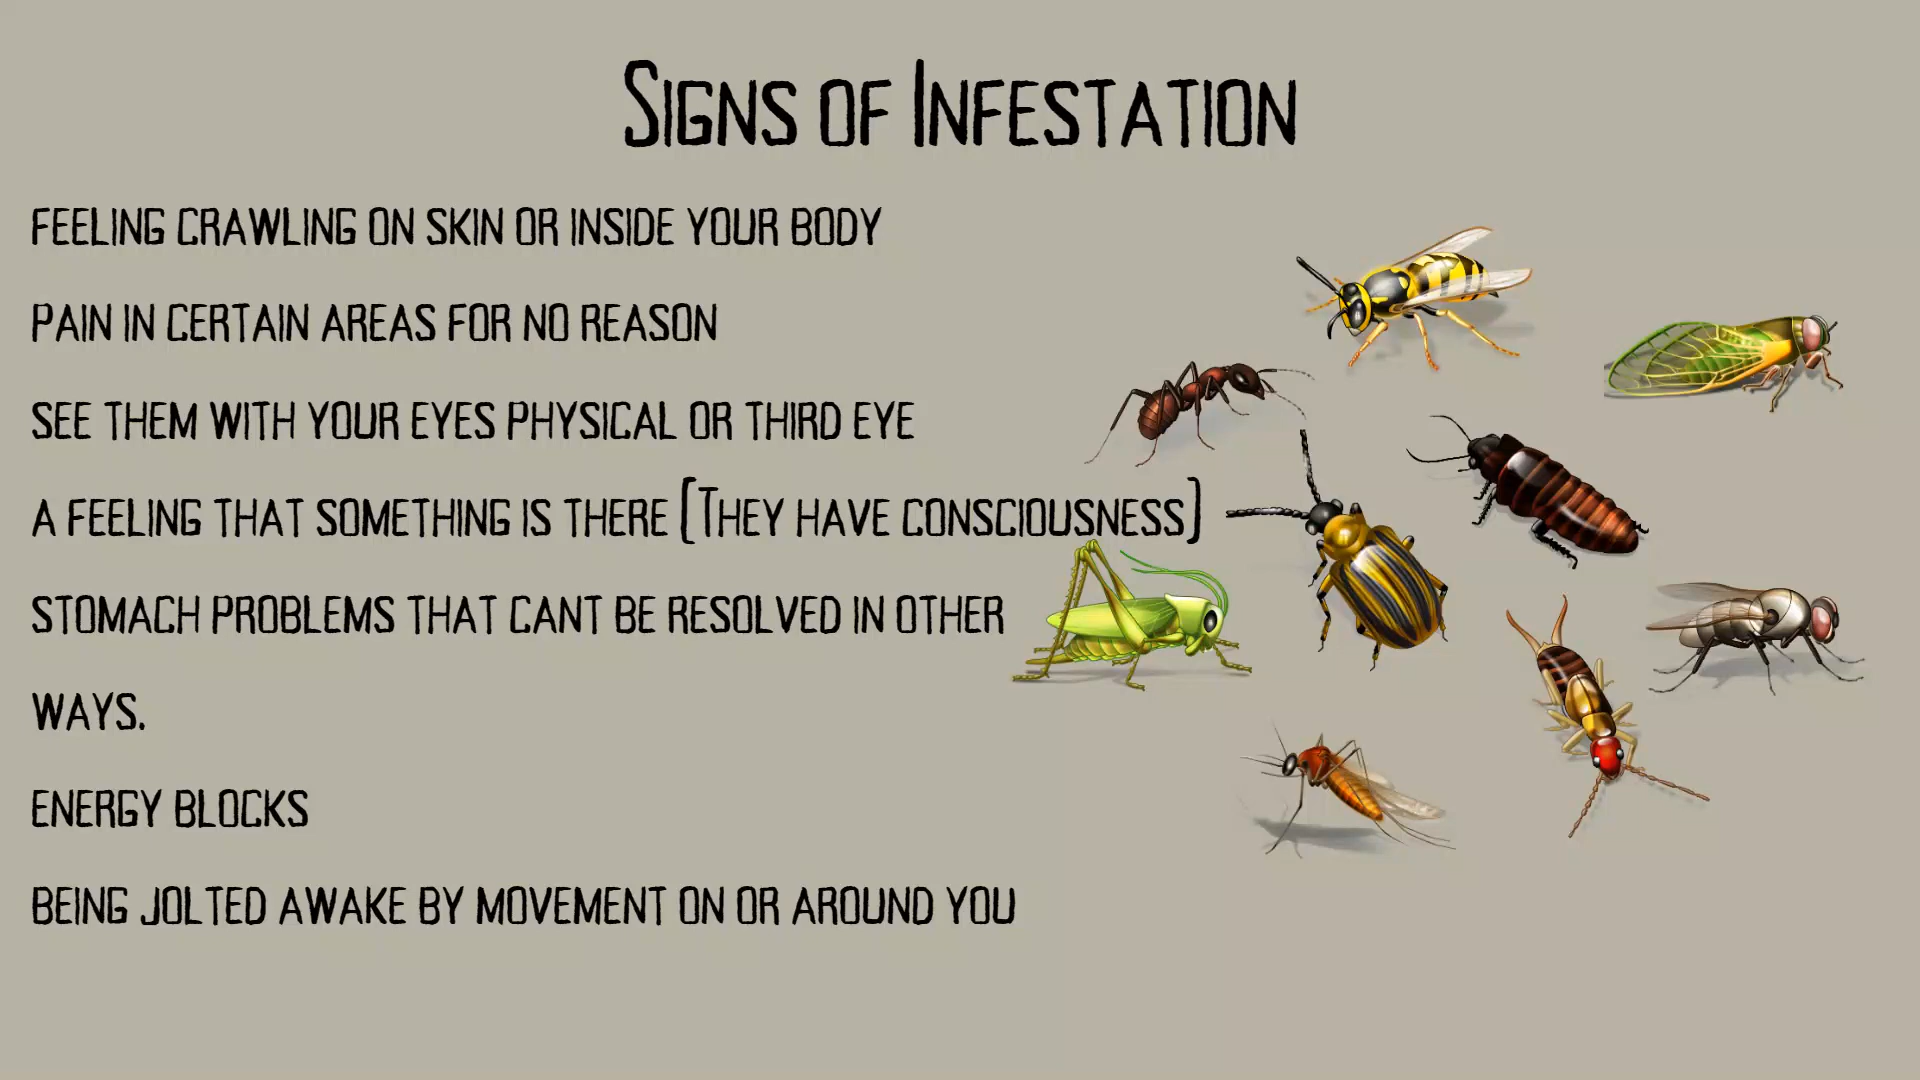 Signs of Infestation
feeling crawling on skin or inside your body
pain in certain areas for no reason
see them with your eyes physical or third eye
a feeling that something is there (They have consciousness)
stomach problems that cant be resolved in other
ways.
energy blocks
being jolted awake by movement on or around you